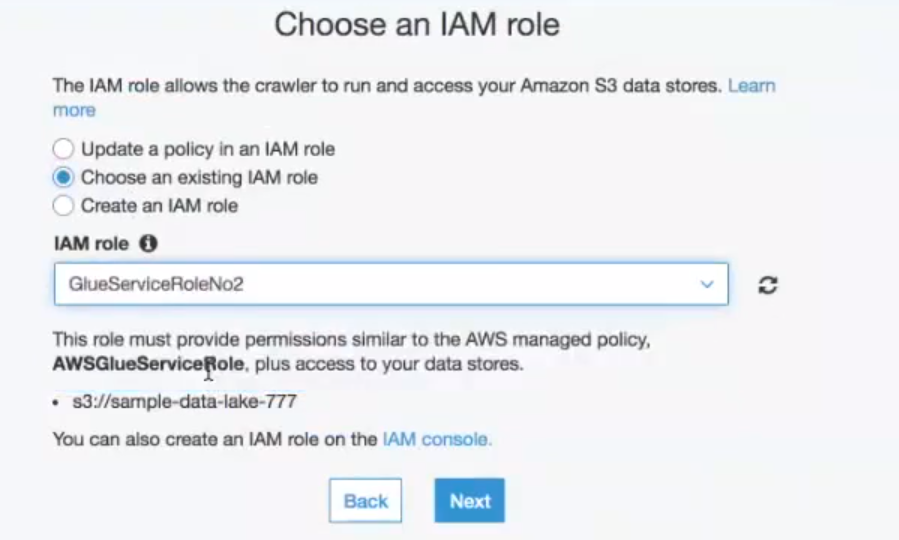 Choose an IAM role
The IAM role allows the crawler to run and access your Amazon S3 data stores. Learn
more
Update a policy in an IAM role
Choose an existing IAM role
Create an IAM role
IAM role
GlueServiceRoleNo2
This role must provide permissions similar to the AWS managed policy,
AWSGlueServiceRole, plus access to your data stores.
• s3://sample-data-lake-777
You can also create an IAM role on the IAM console.
Back Next